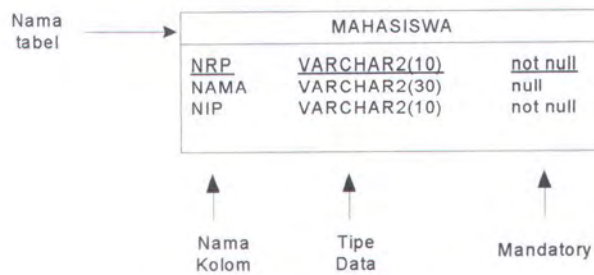 Nama
tabel
MAHASISWA
NRP VARCHAR2(10) not null
NAMA VARCHAR2(30) null
NIP VARCHAR2(10) not null
Nama
Kolom
Tipe
Data
Mandatory